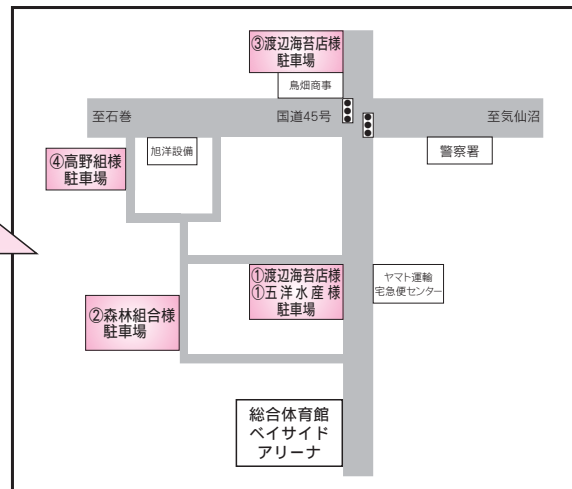 ③渡辺海苔店様
駐車場
鳥畑商事
至石巻
国道45号
至気仙沼
旭洋設備
警察署
④高野組様
駐車場
①渡辺海苔店様
①五洋水産様
駐車場
ヤマト運輸
宅急便センター
②森林組合様
駐車場
総合体育館
ベイサイド
アリーナ